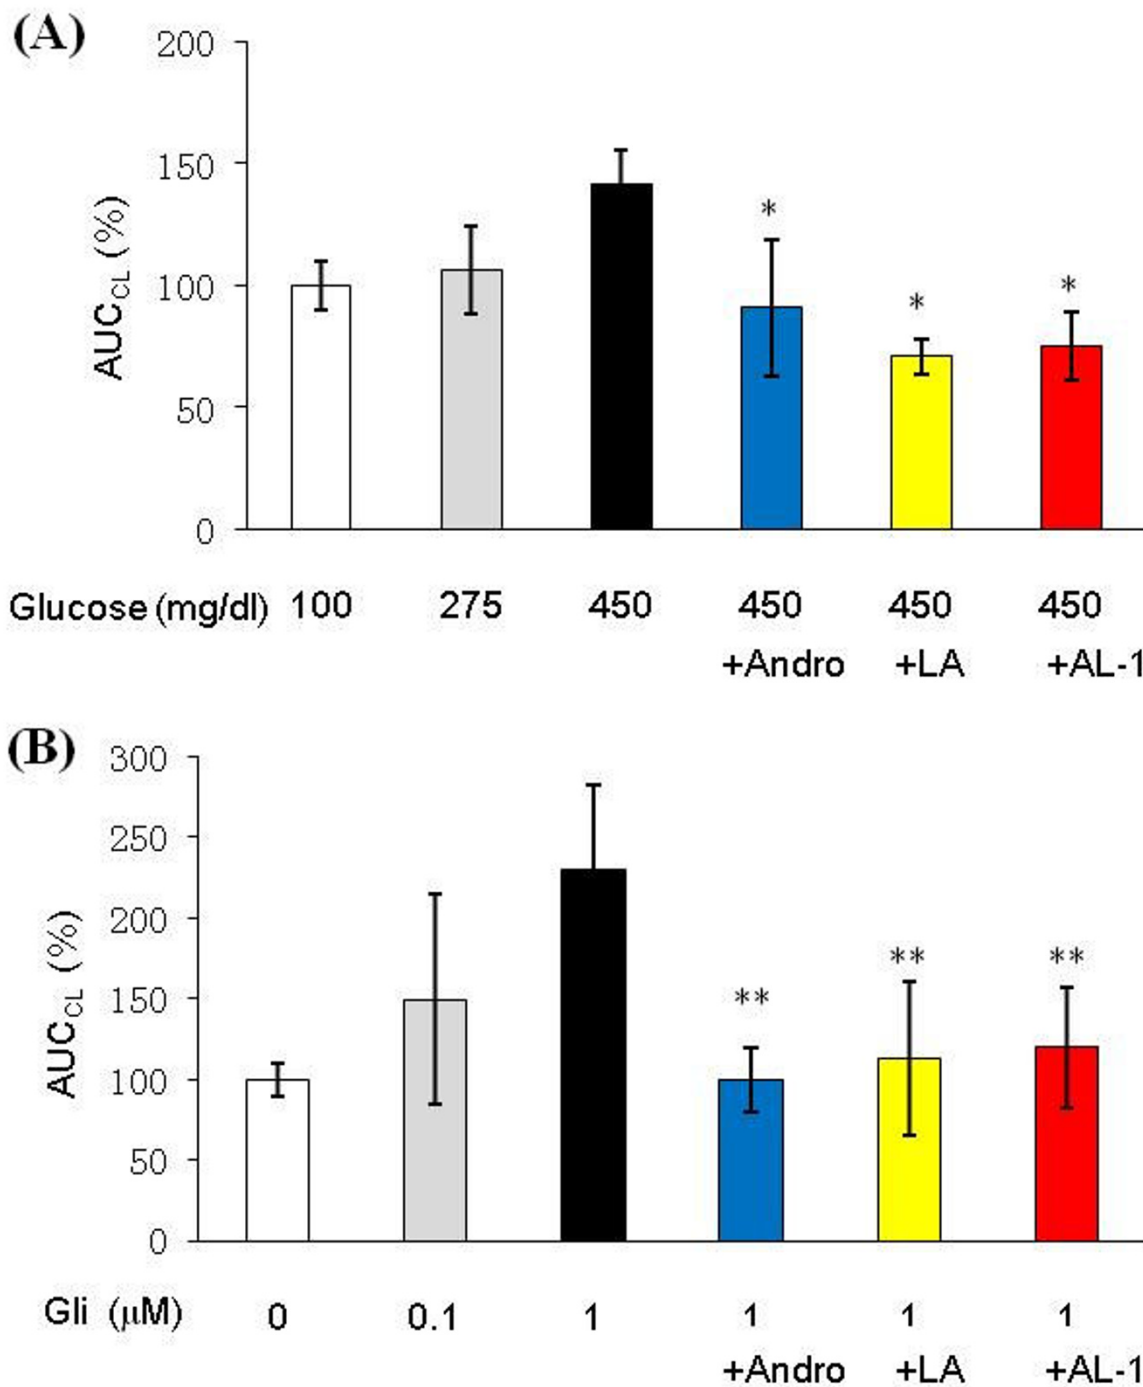 (A)
200
150
100
50
0
AUCCL (%)
*
*
*
Glucose (mg/dl) 100 275 450 450 450 450
+Andro +LA +AL-1
(B)
300
250
200
150
100
50
0
AUCCL (%)
**
**
**
Gli (μM) 0 0.1 1 1 1 1
+Andro +LA +AL-1